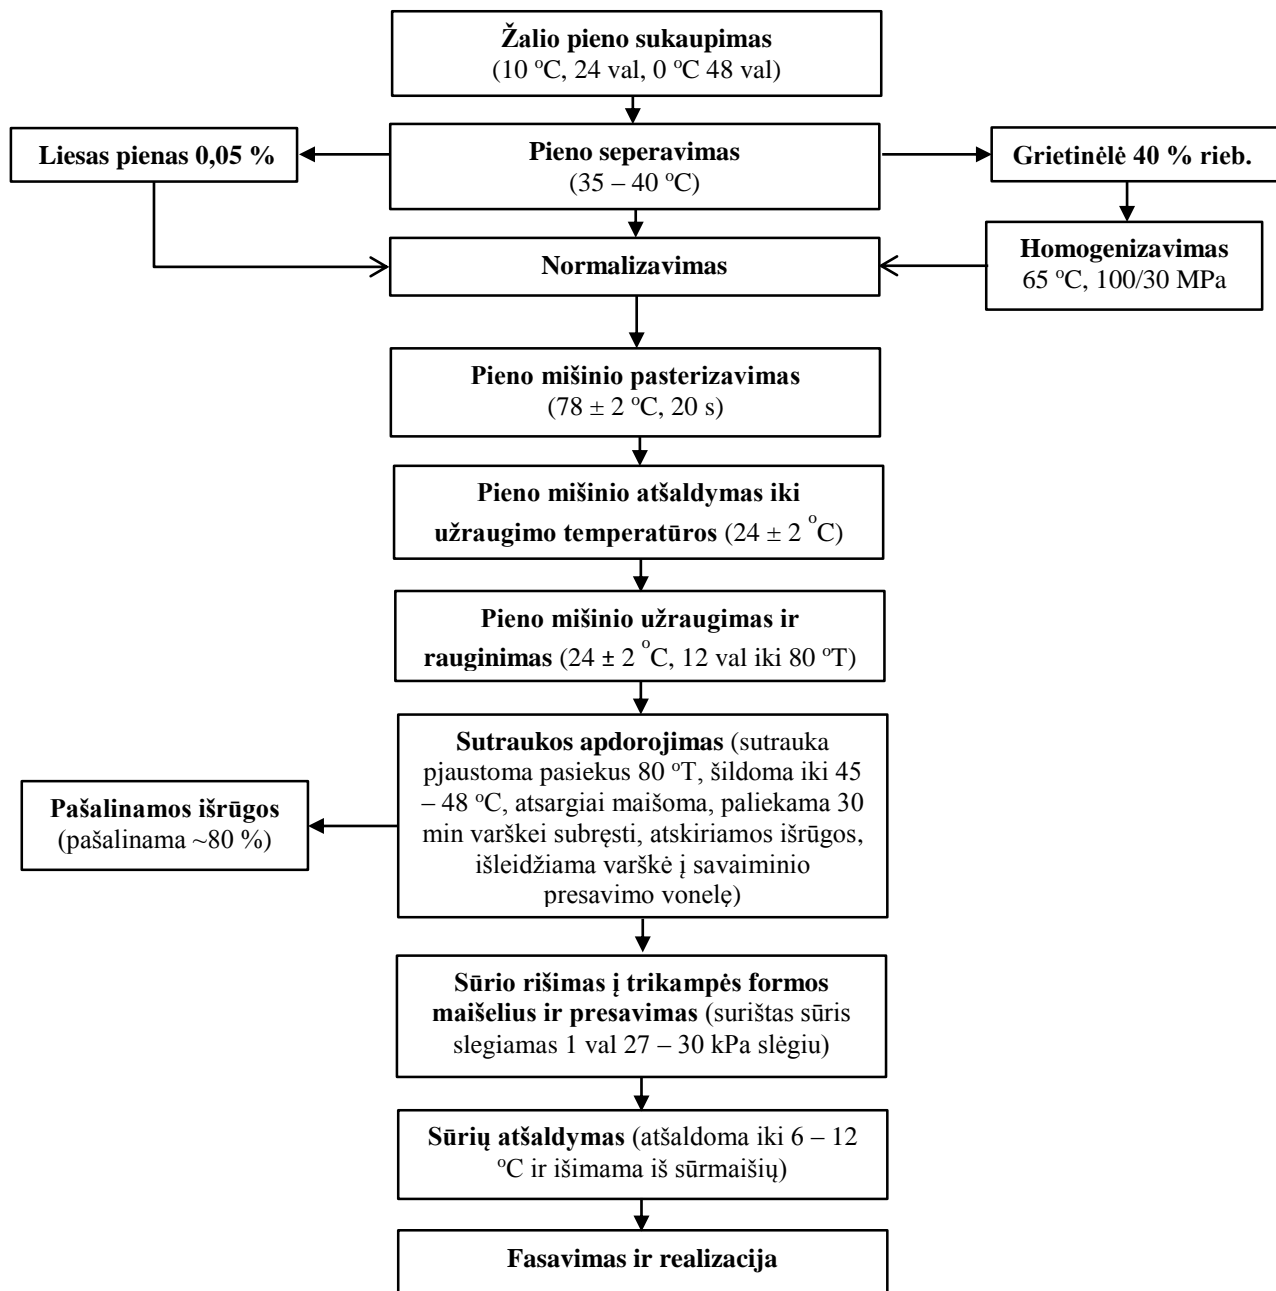 Žalio pieno sukaupimas
(10 ºC, 24 val, 0 ºC 48 val)
Liesas pienas 0,05 %
Pieno seperavimas
(35 – 40 ºC)
Grietinėlė 40 % rieb.
Normalizavimas
Homogenizavimas
65 ºC, 100/30 MPa
Pieno mišinio pasterizavimas
(78 ± 2 ºC, 20 s)
Pieno mišinio atšaldymas iki
užraugimo temperatūros (24 ± 2 ºC)
Pieno mišinio užraugimas ir
rauginimas (24 ± 2 ºC, 12 val iki 80 ºT)
Sutraukos apdorojimas (sutrauka
pjaustoma pasiekus 80 ºT, šildoma iki 45
– 48 ºC, atsargiai maišoma, paliekama 30
min varškei subręsti, atskiriamos išrūgos,
išleidžiama varškė į savaiminio
presavimo vonelę)
Pašalinamos išrūgos
(pašalinama ~80 %)
Sūrio rišimas į trikampės formos
maišelius ir presavimas (surištas sūris
slegiamas 1 val 27 – 30 kPa slėgiu)
Sūrių atšaldymas (atšaldoma iki 6 – 12
ºC ir išimama iš sūrmaišių)
Fasavimas ir realizacija